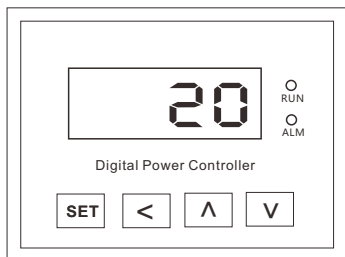 20
RUN
ALM
Digital Power Controller
SET < ∧ ∨